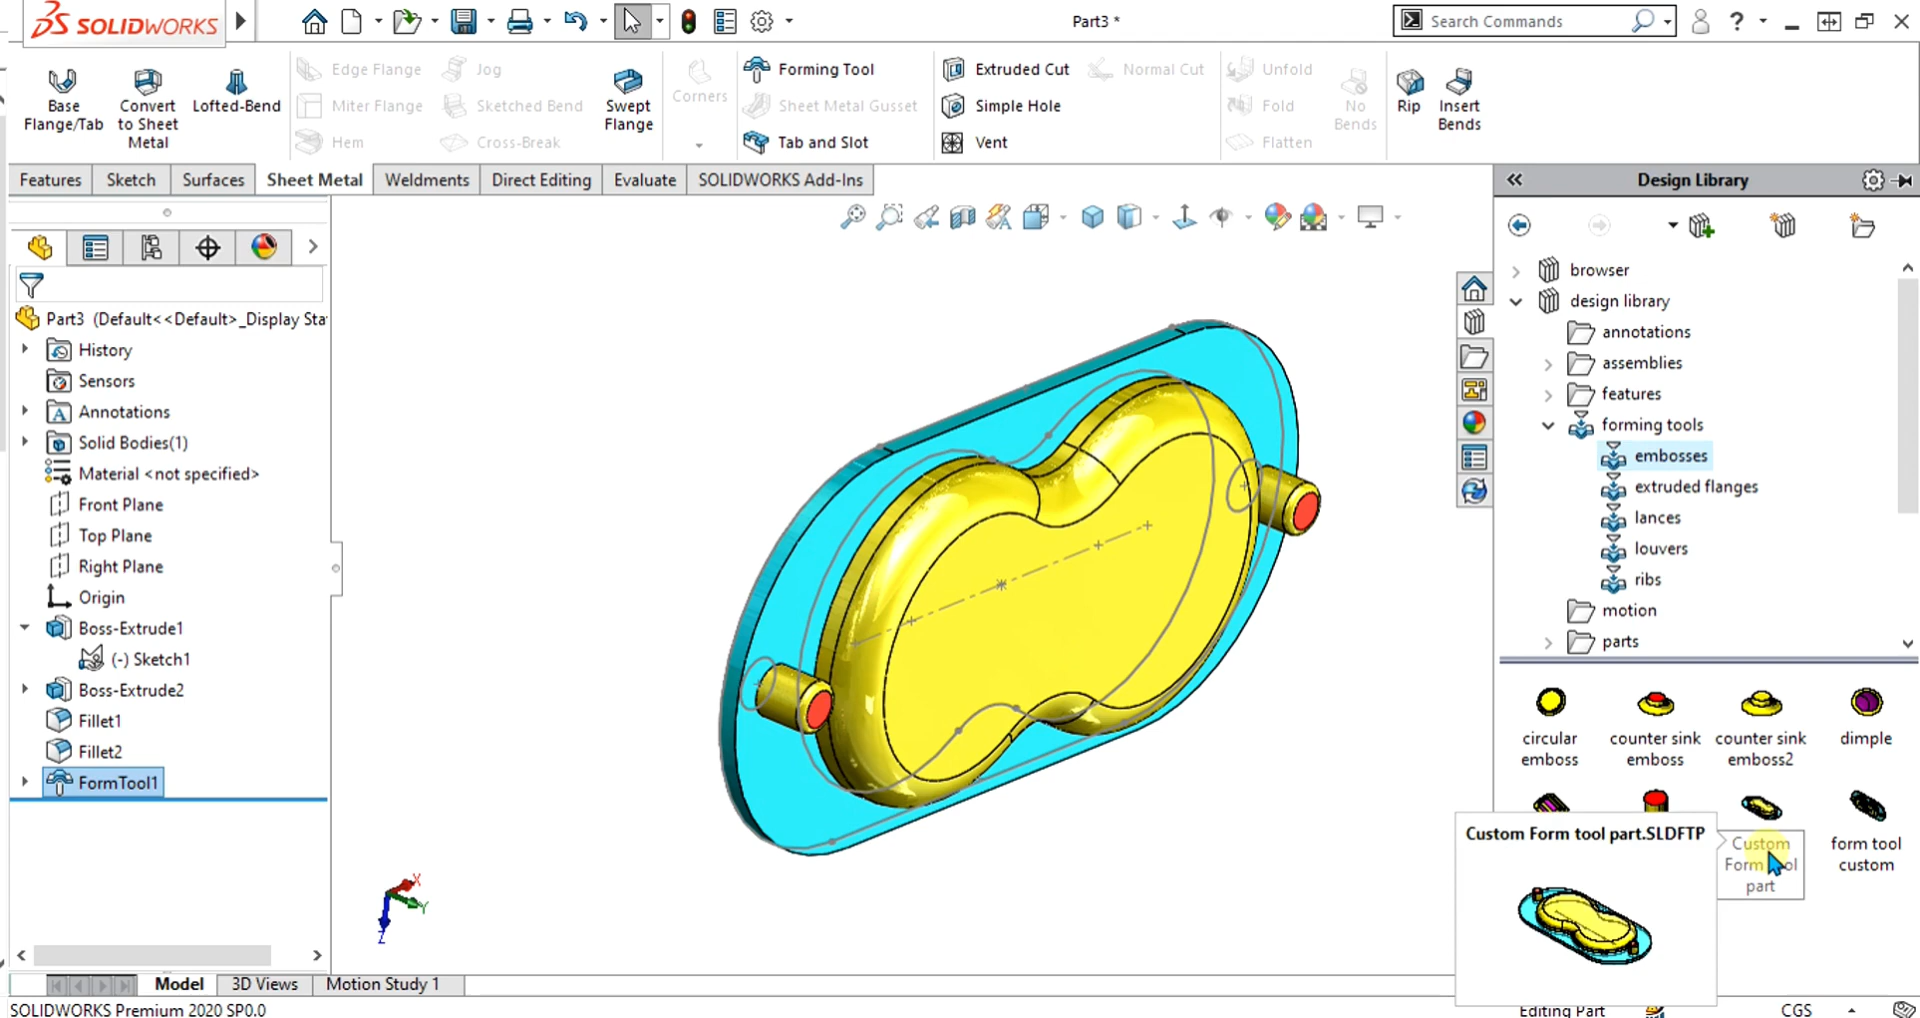 SOLIDWORKS
Part3 *
Search Commands
Base Flange/Tab
Convert to Sheet Metal
Lofted-Bend
Edge Flange
Miter Flange
Hem
Jog
Sketched Bend
Cross-Break
Swept Flange
Corners
Forming Tool
Sheet Metal Gusset
Tab and Slot
Extruded Cut
Simple Hole
Vent
Normal Cut
Unfold
Fold
Flatten
No Bends
Rip
Insert Bends
Features
Sketch
Surfaces
Sheet Metal
Weldments
Direct Editing
Evaluate
SOLIDWORKS Add-Ins
Part3 (Default<<Default>_Display Sta
History
Sensors
Annotations
Solid Bodies(1)
Material <not specified>
Front Plane
Top Plane
Right Plane
Origin
Boss-Extrude1
(-) Sketch1
Boss-Extrude2
Fillet1
Fillet2
FormTool1
X
Y
Z
Design Library
browser
design library
annotations
assemblies
features
forming tools
embosses
extruded flanges
lances
louvers
ribs
motion
parts
circular emboss
counter sink emboss
counter sink emboss2
dimple
Custom Form tool part.SLDFTP
Custom Form tool part
form tool custom
Model
3D Views
Motion Study 1
SOLIDWORKS Premium 2020 SP0.0
Editing Part
CGS